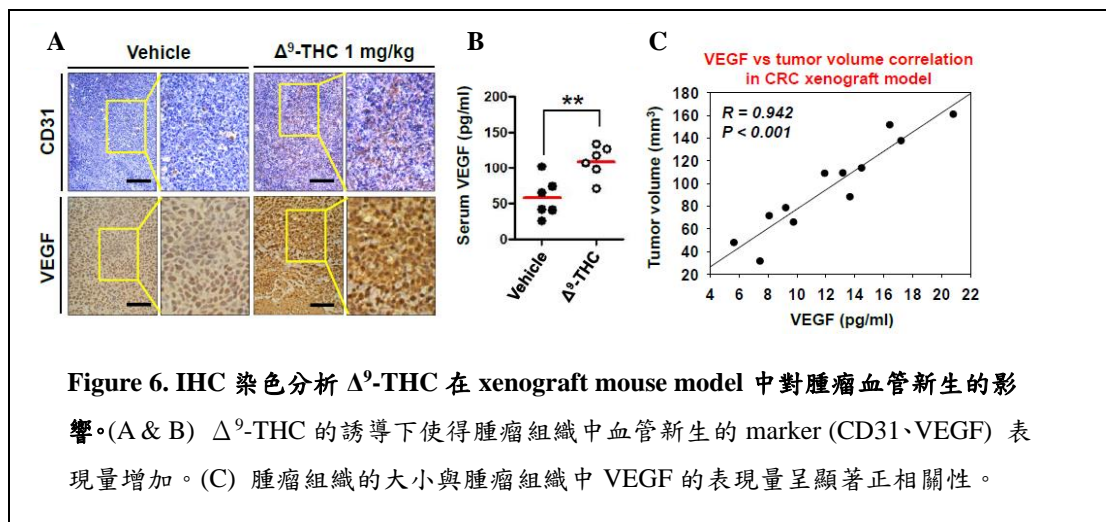 A
Vehicle
Δ⁹-THC 1 mg/kg
CD31
VEGF
B
Serum VEGF (pg/ml)
200
150
100
50
0
**
Vehicle
Δ⁹-THC
C
VEGF vs tumor volume correlation
in CRC xenograft model
Tumor volume (mm³)
180
160
140
120
100
80
60
40
20
R = 0.942
P < 0.001
4 6 8 10 12 14 16 18 20 22
VEGF (pg/ml)
Figure 6. IHC 染色分析 Δ⁹-THC 在 xenograft mouse model 中對腫瘤血管新生的影
響。(A & B) Δ⁹-THC 的誘導下使得腫瘤組織中血管新生的 marker (CD31、VEGF) 表
現量增加。(C) 腫瘤組織的大小與腫瘤組織中 VEGF 的表現量呈顯著正相關性。